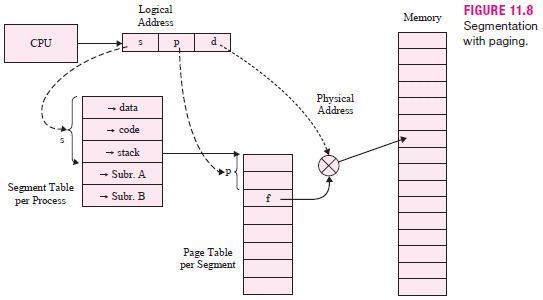 FIGURE 11.8
Segmentation
with paging.
Logical
Address
Memory
CPU
s p d
Physical
Address
→ data
→ code
s
→ stack
p
→ Subr. A
Segment Table
per Process
→ Subr. B
f
Page Table
per Segment